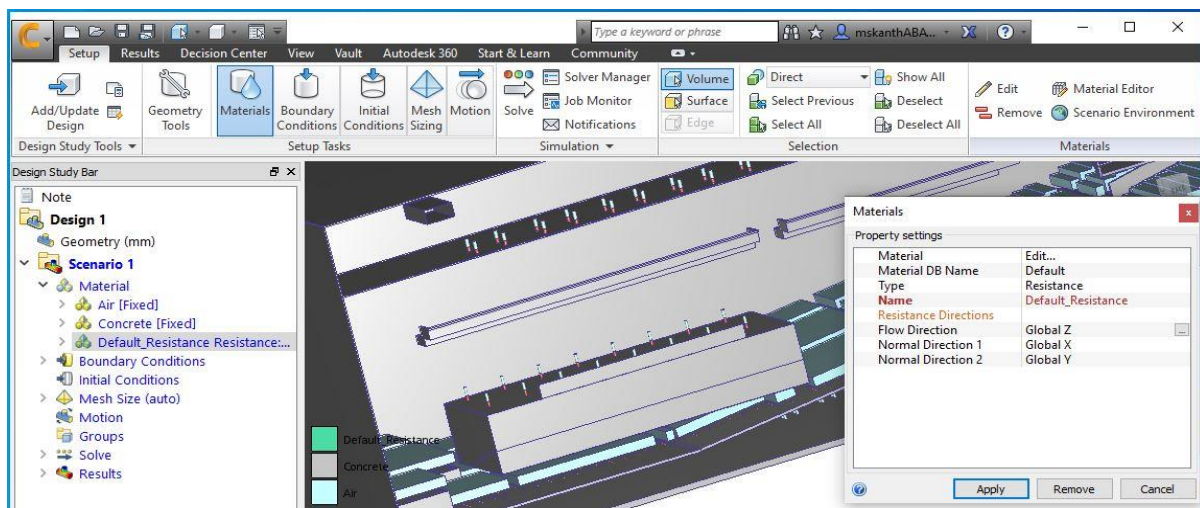 Type a keyword or phrase
mskanthABA...
Setup Results Decision Center View Vault Autodesk 360 Start & Learn Community
Add/Update Design
Geometry Tools
Materials
Boundary Conditions
Initial Conditions
Mesh Sizing
Motion
Solve
Solver Manager
Job Monitor
Notifications
Volume
Surface
Edge
Direct
Select Previous
Select All
Show All
Deselect
Deselect All
Edit
Remove
Material Editor
Scenario Environment
Design Study Tools
Setup Tasks
Simulation
Selection
Materials
Design Study Bar
Note
Design 1
Geometry (mm)
Scenario 1
Material
Air [Fixed]
Concrete [Fixed]
Default_Resistance Resistance:...
Boundary Conditions
Initial Conditions
Mesh Size (auto)
Motion
Groups
Solve
Results
Default_Resistance
Concrete
Air
Materials
Property settings
Material Edit...
Material DB Name Default
Type Resistance
Name Default_Resistance
Resistance Directions
Flow Direction Global Z ...
Normal Direction 1 Global X
Normal Direction 2 Global Y
Apply Remove Cancel